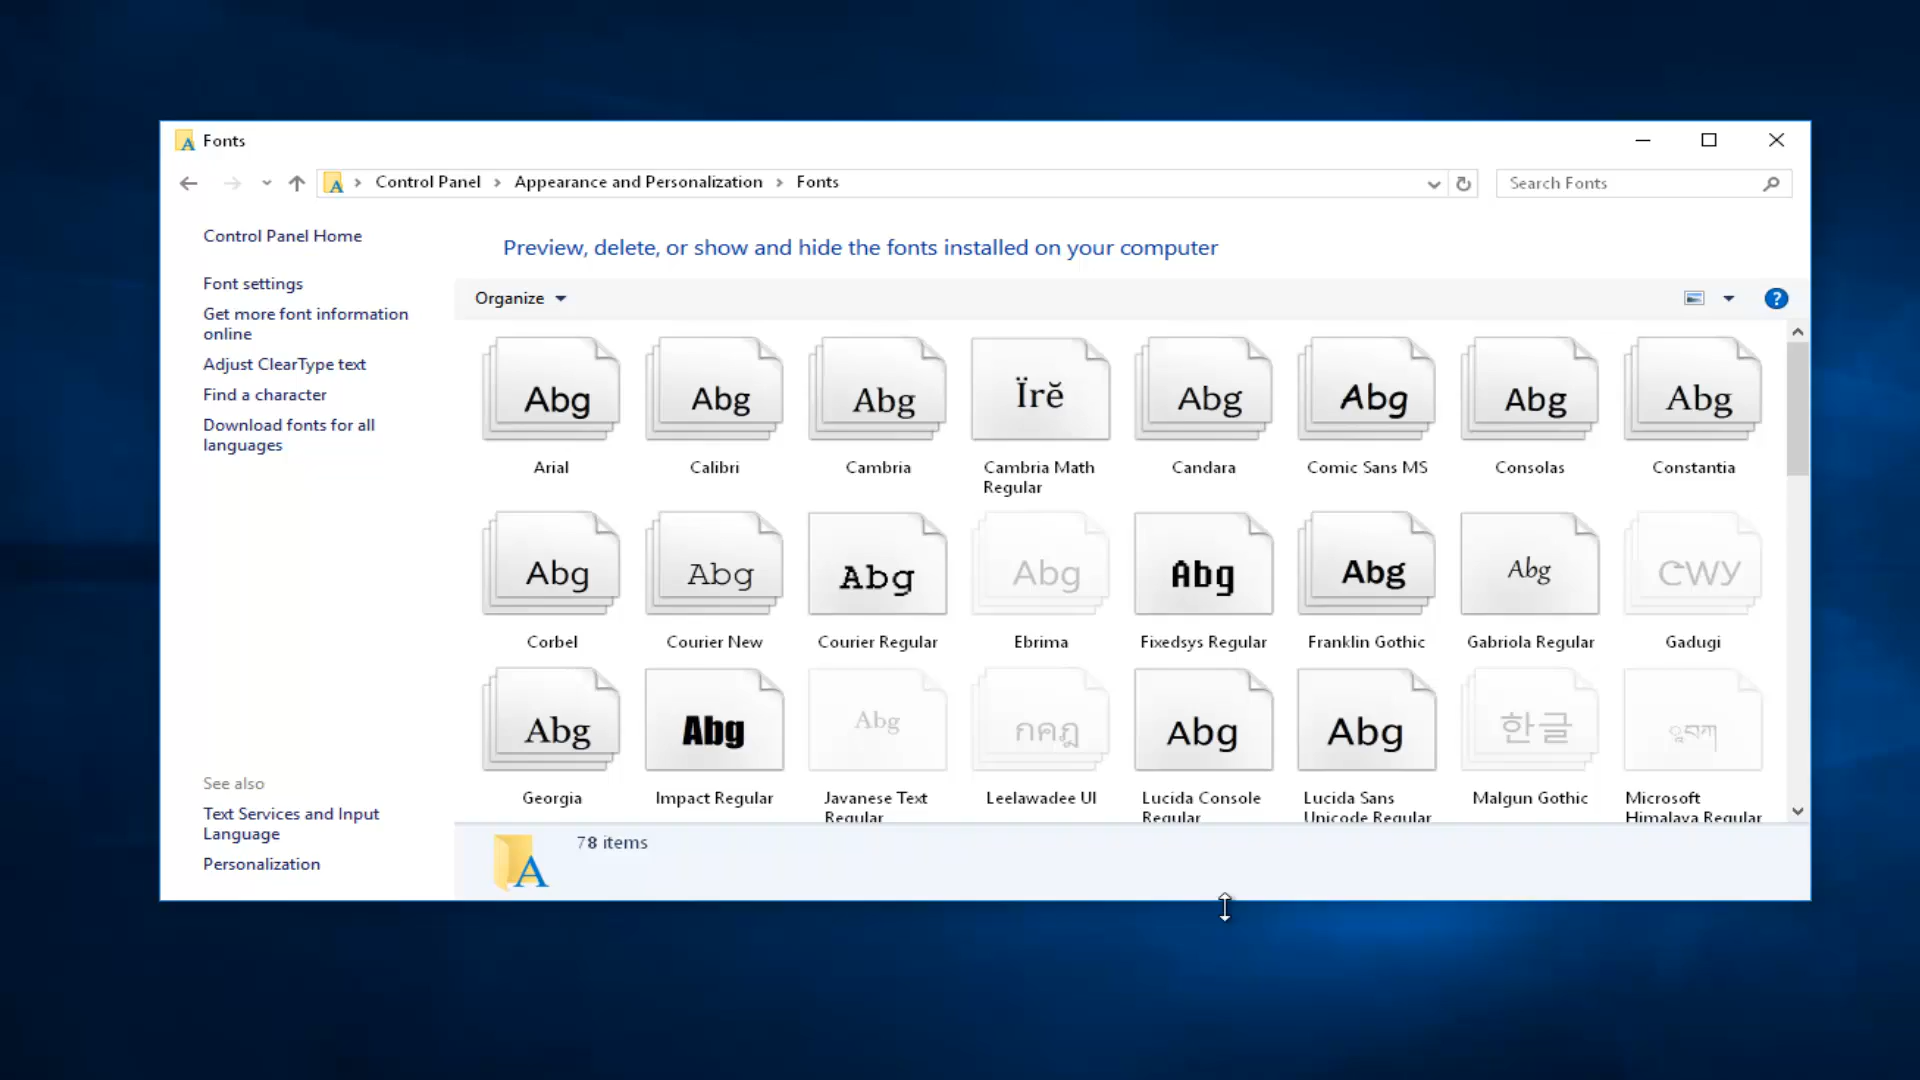 Fonts
Control Panel > Appearance and Personalization > Fonts
Search Fonts
Control Panel Home
Font settings
Get more font information
online
Adjust ClearType text
Find a character
Download fonts for all
languages
See also
Text Services and Input
Language
Personalization
Preview, delete, or show and hide the fonts installed on your computer
Organize
?
Abg Abg Abg Ïrĕ Abg Abg Abg Abg
Arial Calibri Cambria Cambria Math Candara Comic Sans MS Consolas Constantia
Regular
Abg Abg Abg Abg Abg Abg Abg ᕋᗯᎩ
Corbel Courier New Courier Regular Ebrima Fixedsys Regular Franklin Gothic Gabriola Regular Gadugi
Abg Abg Abg กคฎ Abg Abg 한글
Georgia Impact Regular Javanese Text Leelawadee UI Lucida Console Lucida Sans Malgun Gothic Microsoft
Regular Regular Unicode Regular Himalaya Regular
A
78 items